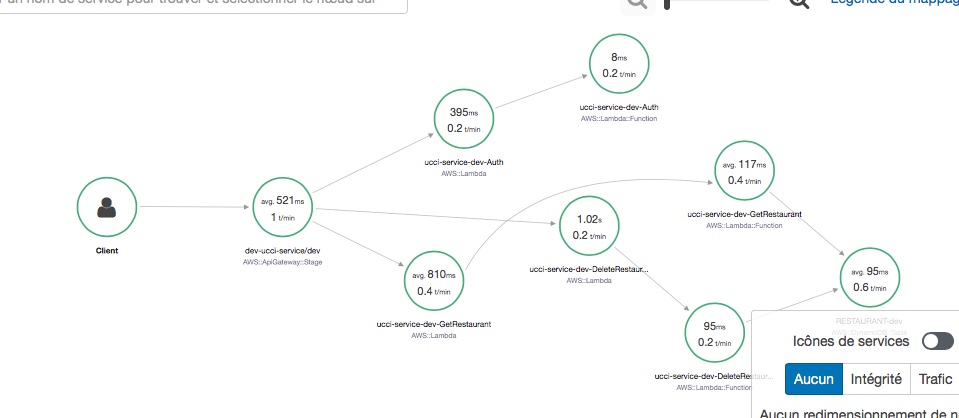 un nom de service pour trouver et sélectionner le nœud sur
Légende du mappag
8ms
0.2 t/min
ucci-service-dev-Auth
AWS::Lambda::Function
395ms
0.2 t/min
ucci-service-dev-Auth
AWS::Lambda
avg. 117ms
0.4 t/min
ucci-service-dev-GetRestaurant
AWS::Lambda::Function
Client
avg. 521ms
1 t/min
dev-ucci-service/dev
AWS::ApiGateway::Stage
1.02s
0.2 t/min
ucci-service-dev-DeleteRestaur...
AWS::Lambda
avg. 810ms
0.4 t/min
ucci-service-dev-GetRestaurant
AWS::Lambda
avg. 95ms
0.6 t/min
RESTAURANT-dev
AWS::DynamoDB::Table
95ms
0.2 t/min
ucci-service-dev-DeleteRestaur...
AWS::Lambda::Function
Icônes de services
Aucun
Intégrité
Trafic
Aucun redimensionnement de n